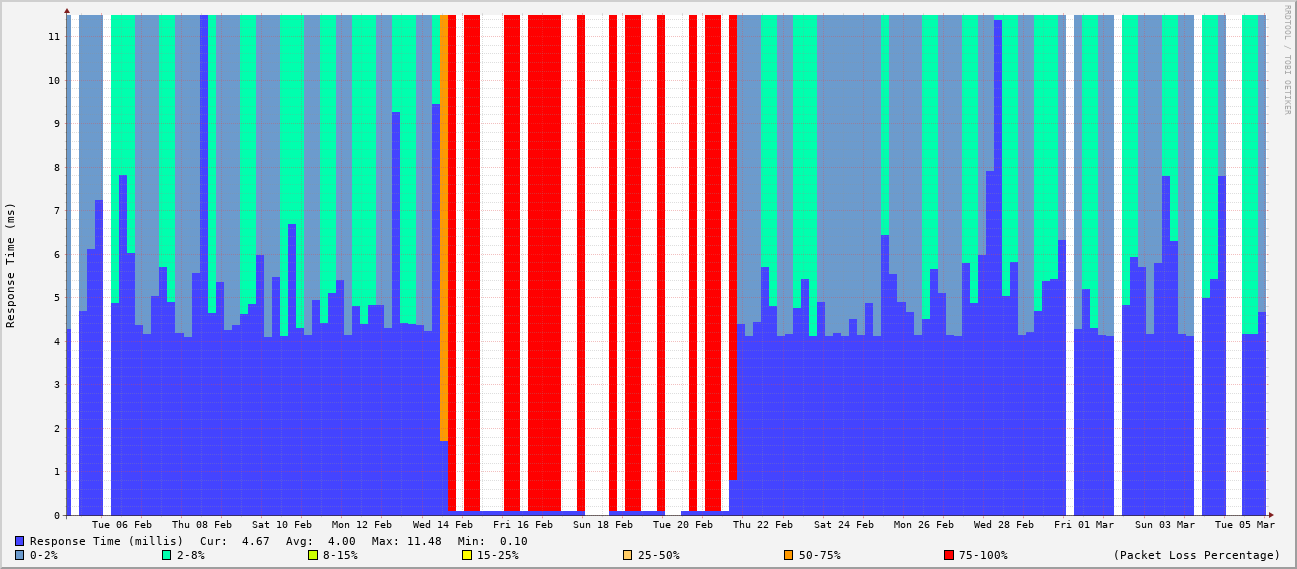 RRDTOOL / TOBI OETIKER
Response Time (ms)
11
10
9
8
7
6
5
4
3
2
1
0
Tue 06 Feb Thu 08 Feb Sat 10 Feb Mon 12 Feb Wed 14 Feb Fri 16 Feb Sun 18 Feb Tue 20 Feb Thu 22 Feb Sat 24 Feb Mon 26 Feb Wed 28 Feb Fri 01 Mar Sun 03 Mar Tue 05 Mar
Response Time (millis) Cur: 4.67 Avg: 4.00 Max: 11.48 Min: 0.10
0-2% 2-8% 8-15% 15-25% 25-50% 50-75% 75-100% (Packet Loss Percentage)